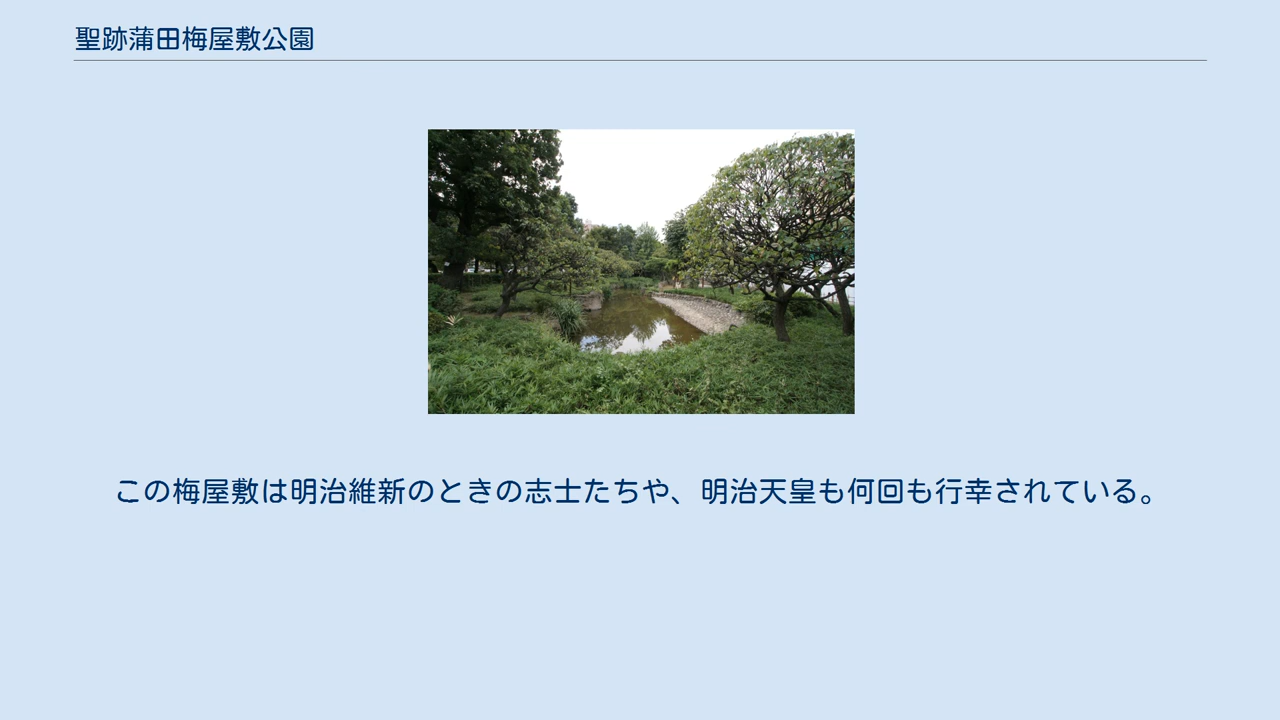 聖跡蒲田梅屋敷公園
この梅屋敷は明治維新のときの志士たちや、明治天皇も何回も行幸されている。